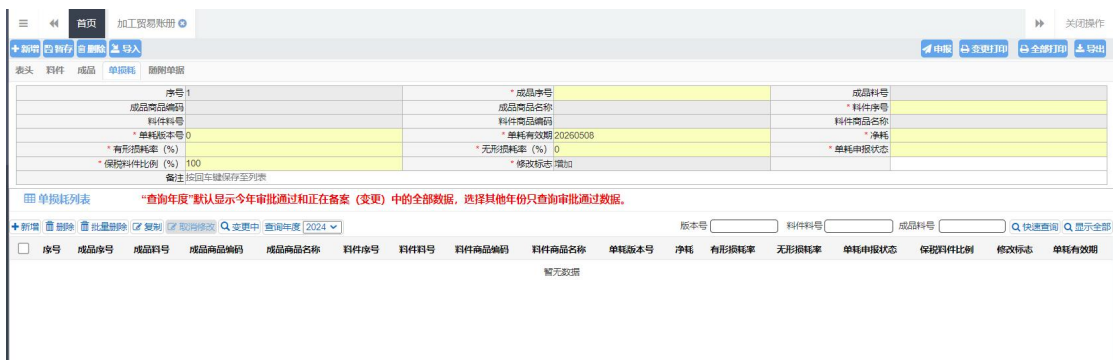 首页 加工贸易账册 关闭操作
新增 暂存 删除 导入 申报 变更打印 全部打印 导出
表头 料件 成品 单损耗 随附单据
序号 1 * 成品序号 成品料号
成品商品编码 成品商品名称 * 料件序号
料件料号 料件商品编码 料件商品名称
* 单耗版本号 0 * 单耗有效期 20260508 * 净耗
* 有形损耗率（%） * 无形损耗率（%） 0 * 单耗申报状态
* 保税料件比例（%） 100 * 修改标志 增加
备注 按回车键保存至列表
单损耗列表 “查询年度”默认显示今年审批通过和正在备案（变更）中的全部数据，选择其他年份只查询审批通过数据。
新增 删除 批量删除 复制 取消修改 变更中 查询年度 2024 版本号 料件料号 成品料号 快速查询 显示全部
序号 成品序号 成品料号 成品商品编码 成品商品名称 料件序号 料件料号 料件商品编码 料件商品名称 单耗版本号 净耗 有形损耗率 无形损耗率 单耗申报状态 保税料件比例 修改标志 单耗有效期
暂无数据